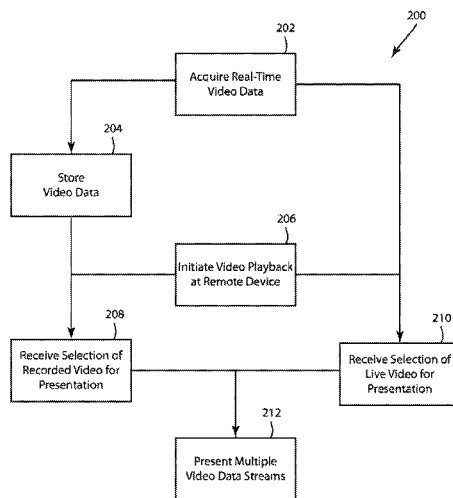 200
202
Acquire Real-Time
Video Data
204
Store
Video Data
206
Initiate Video Playback
at Remote Device
208
Receive Selection of
Recorded Video for
Presentation
210
Receive Selection of
Live Video for
Presentation
212
Present Multiple
Video Data Streams